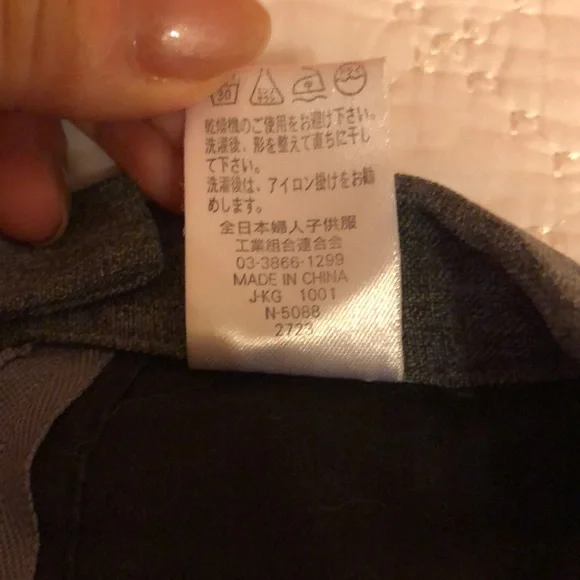 乾燥機のご使用をお避け下さい。
洗濯後、形を整えて直ちに干し
て下さい。
洗濯後は、アイロン掛けをお勧
めします。
全日本婦人子供服
工業組合連合会
03-3866-1299
MADE IN CHINA
J-KG 1001
N-5088
2723